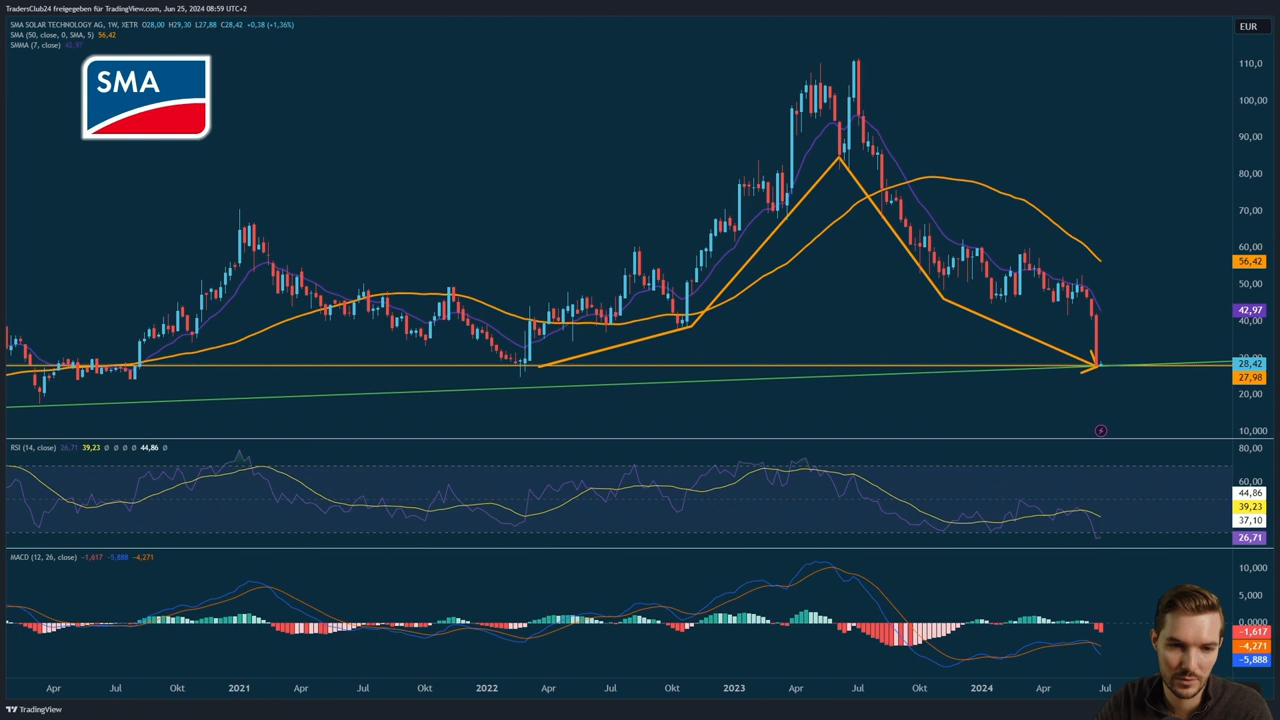 TradersClub24 freigegeben für TradingView.com, Jun 25, 2024 08:59 UTC+2
SMA SOLAR TECHNOLOGY AG, 1W, XETR O28,00 H29,30 L27,88 C28,42 +0,38 (+1,36%)
SMA (50, close, 0, SMA, 5) 56,42
SMMA (7, close) 42,97
SMA
EUR
110,0
100,00
90,00
80,00
70,00
60,00
56,42
50,00
42,97
40,00
28,42
27,98
20,00
10,000
RSI (14, close) 26,71 39,23 ∅ ∅ ∅ ∅ 44,86 ∅
80,00
60,00
44,86
39,23
37,10
26,71
MACD (12, 26, close) −1,617 −5,888 −4,271
10,000
5,000
0,0000
−1,617
−4,271
−5,888
Apr Jul Okt 2021 Apr Jul Okt 2022 Apr Jul Okt 2023 Apr Jul Okt 2024 Apr Jul
TradingView